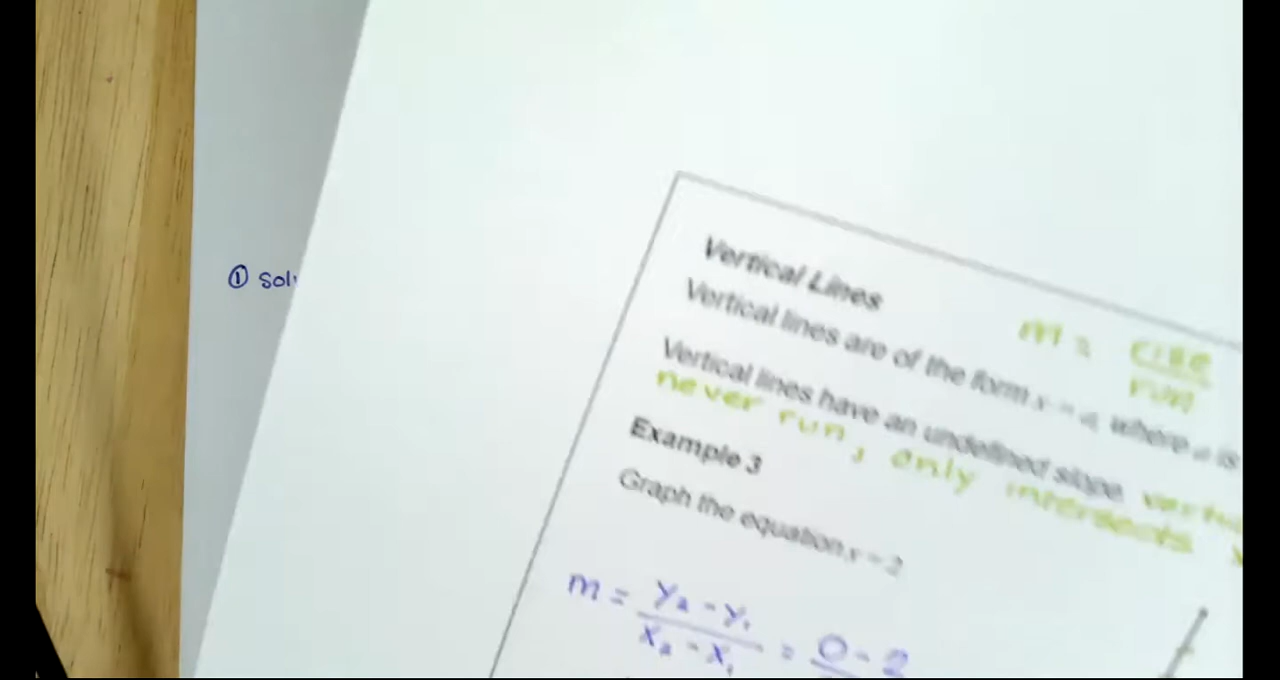 ① Sol
Vertical Lines
m = rise
run
Vertical lines are of the form x = a, where a is
Vertical lines have an undefined slope
never run, only intersects
Example 3
Graph the equation x = 2
m = y₂ - y₁ = 0 - 2
x₂ - x₁